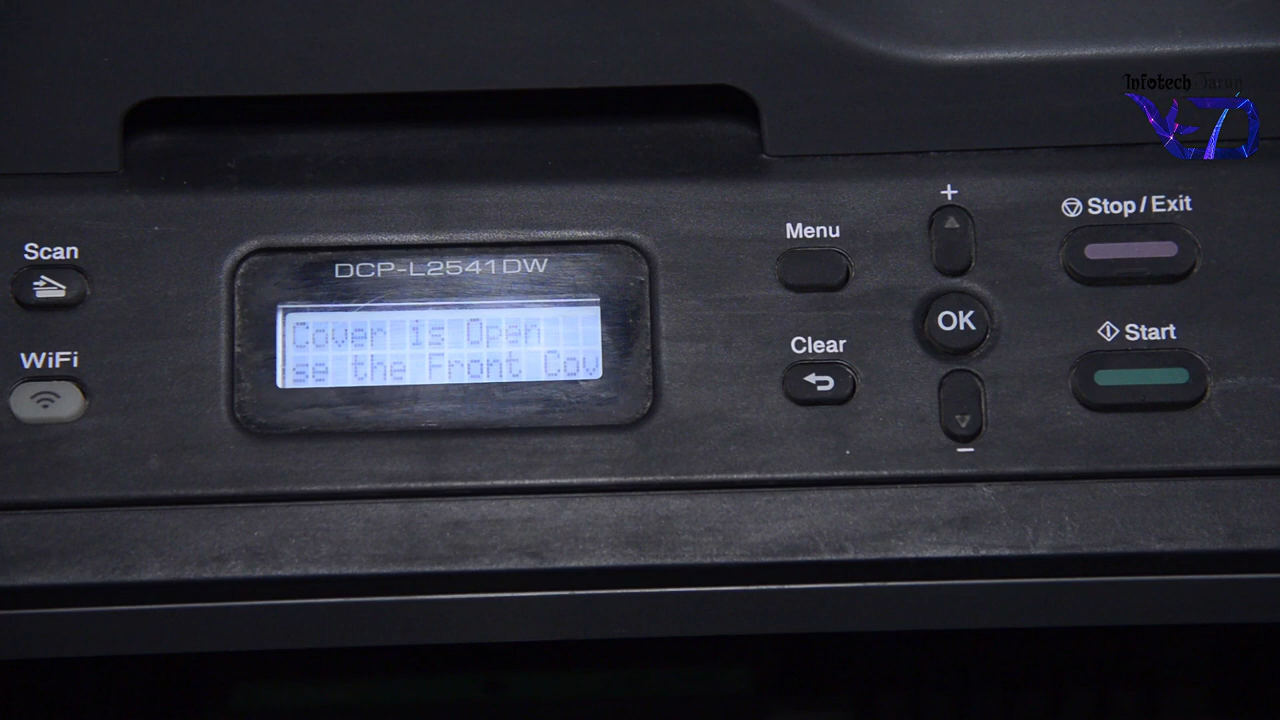 Infotech Tarun
+
Stop/Exit
Menu
Scan
DCP-L2541DW
OK
Cover is Open
se the Front Cov
Start
Clear
WiFi
−